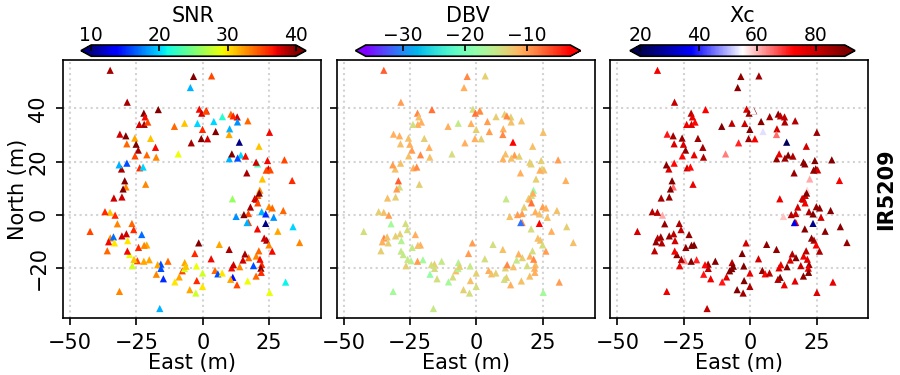 SNR DBV Xc
10 20 30 40 −30 −20 −10 20 40 60 80
North (m)
40
20
0
−20
IR5209
−50 −25 0 25 −50 −25 0 25 −50 −25 0 25
East (m) East (m) East (m)